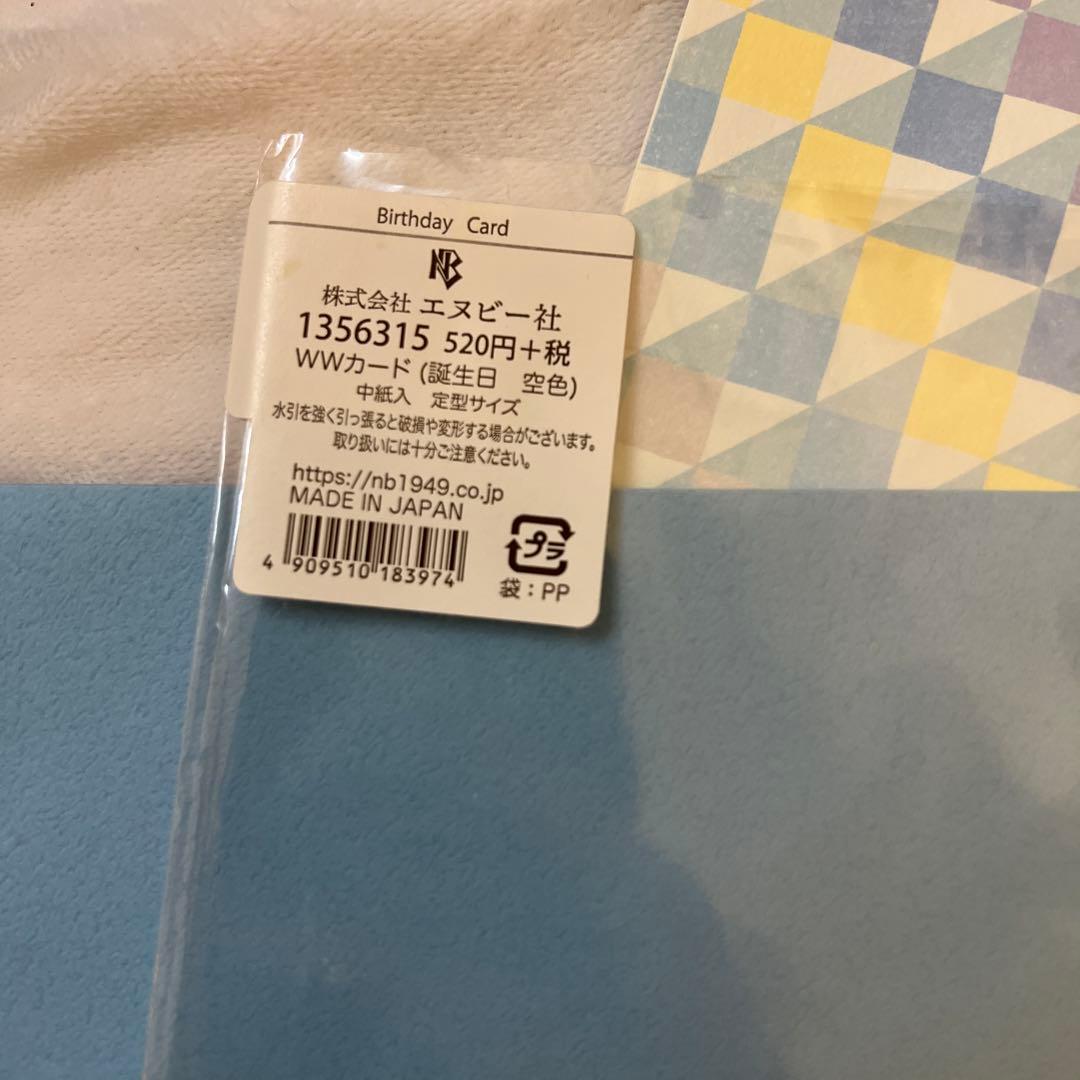 Birthday Card
NB
株式会社 エヌビー社
1356315 520円+税
WWカード (誕生日 空色)
中紙入 定型サイズ
水引を強く引っ張ると破損や変形する場合がございます。
取り扱いには十分ご注意ください。
https://nb1949.co.jp
MADE IN JAPAN
4 909510 183974
プラ
袋：PP